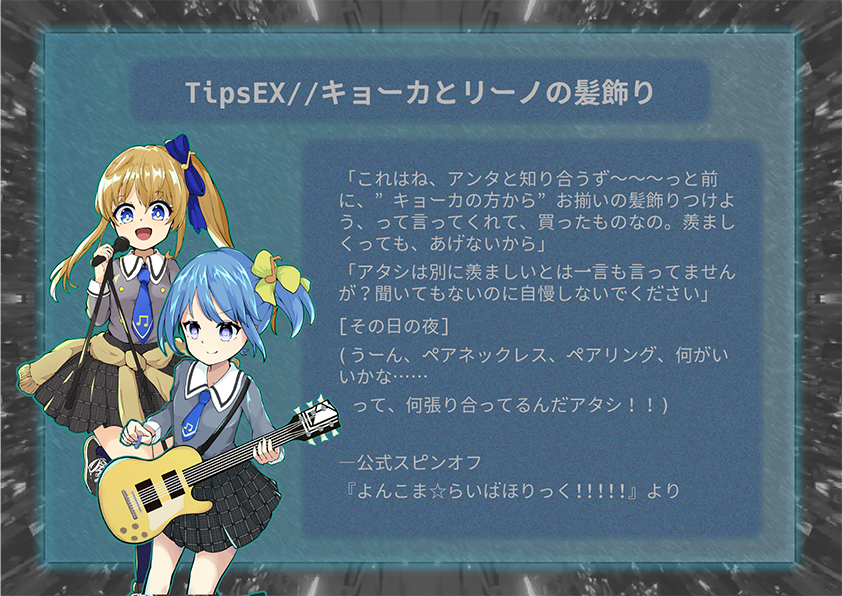 TipsEX//キョーカとリーノの髪飾り
「これはね、アンタと知り合うず〜〜〜っと前
に、”キョーカの方から”お揃いの髪飾りつけよ
う、って言ってくれて、買ったものなの。羨まし
くっても、あげないから」
「アタシは別に羨ましいとは一言も言ってません
が？聞いてもないのに自慢しないでください」
[その日の夜]
(うーん、ペアネックレス、ペアリング、何がい
いかな……
って、何張り合ってるんだアタシ！！)
―公式スピンオフ
『よんこま☆らいばほりっく!!!!!』より